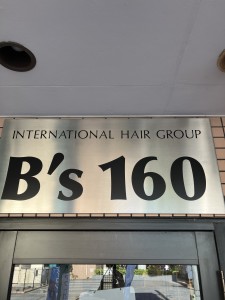 INTERNATIONAL HAIR GROUP
B's 160